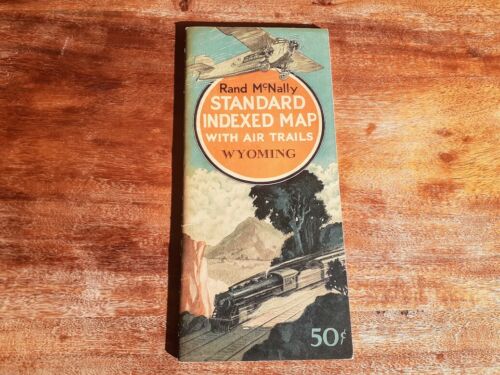 Rand McNally
STANDARD
INDEXED MAP
WITH AIR TRAILS
WYOMING
50¢